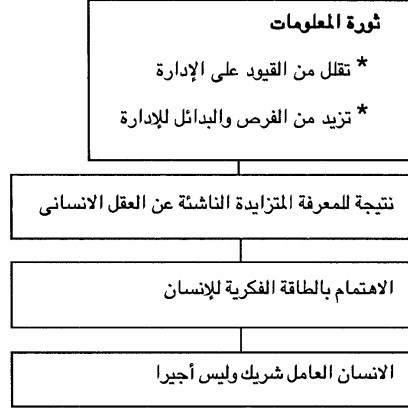 ثورة المعلومات
* تقلل من القيود على الإدارة
* تزيد من الفرص والبدائل للإدارة
نتيجة للمعرفة المتزايدة الناشئة عن العقل الانسانى
الاهتمام بالطاقة الفكرية للإنسان
الانسان العامل شريك وليس أجيرا